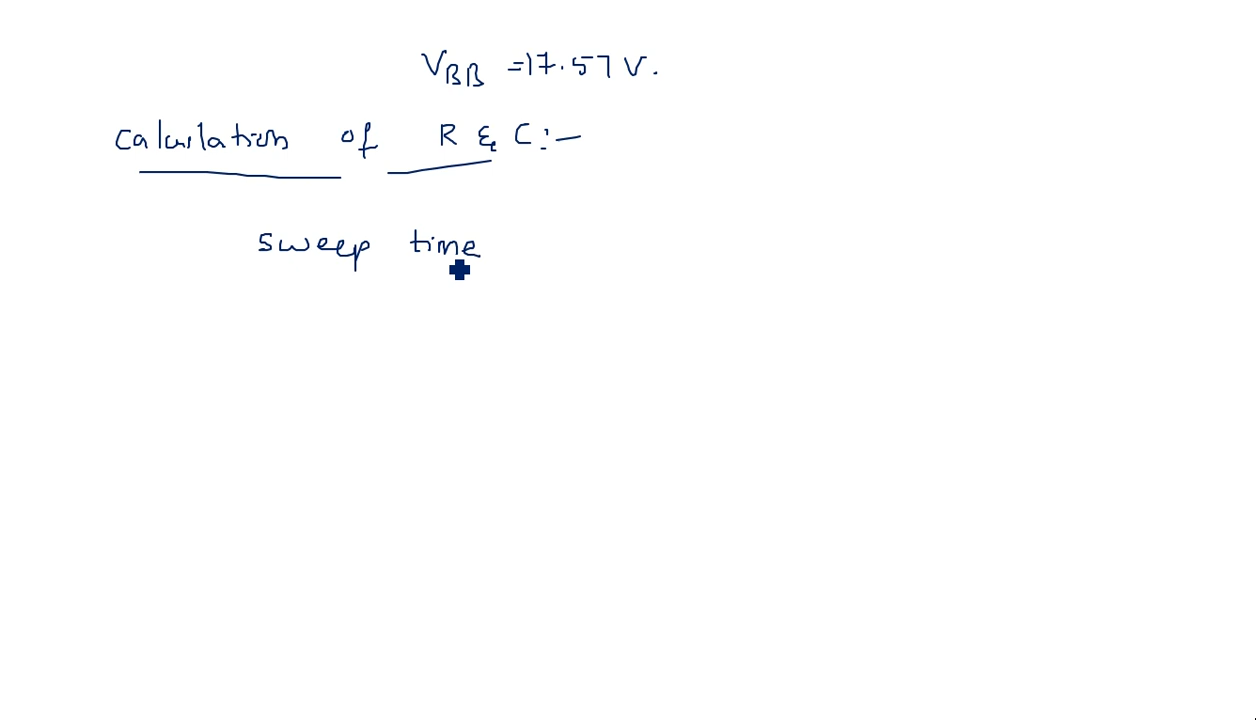 VBB =17.57 V.
Calculation of R & C:-
sweep time